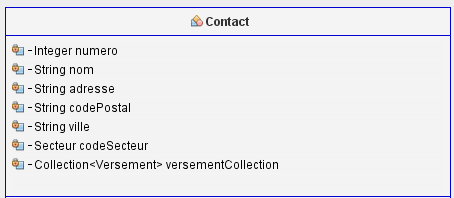 Contact
- Integer numero
- String nom
- String adresse
- String codePostal
- String ville
- Secteur codeSecteur
- Collection<Versement> versementCollection